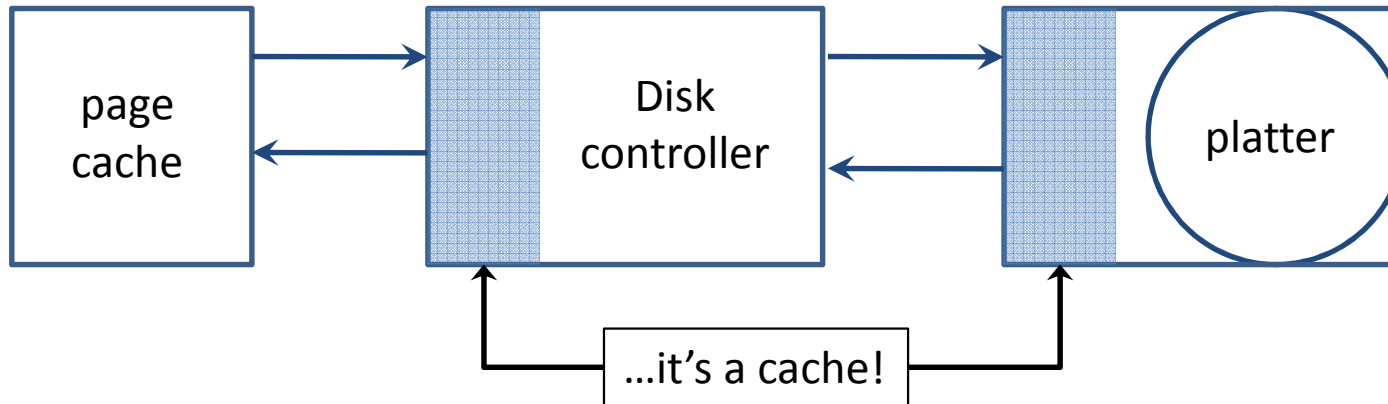 page
cache
Disk
controller
platter
…it’s a cache!